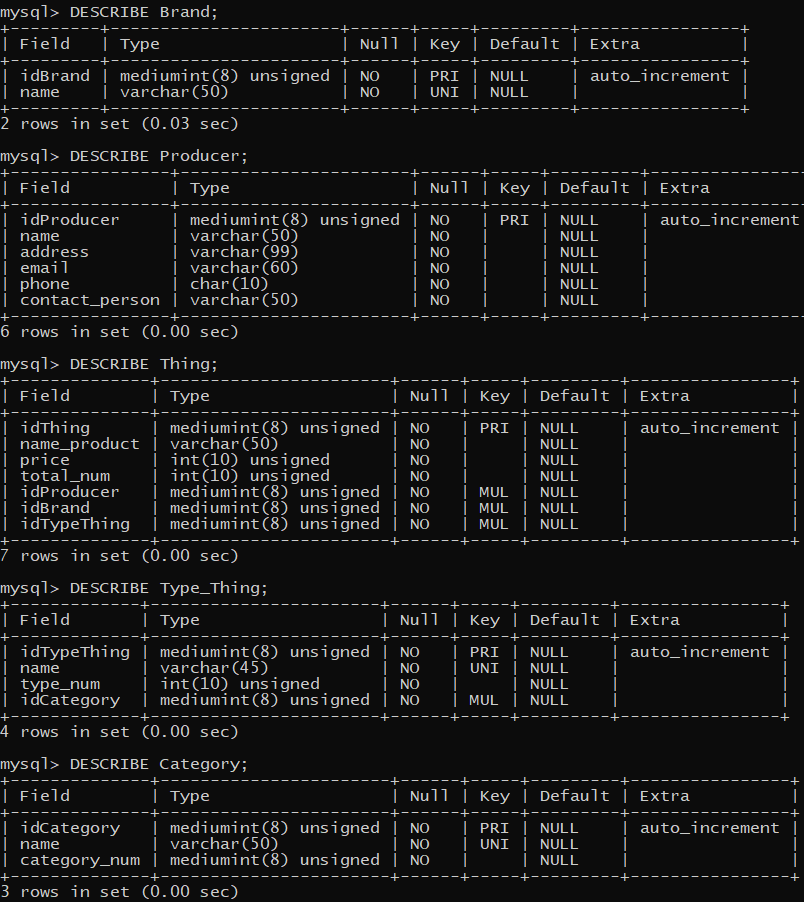 mysql> DESCRIBE Brand;
+---------+-----------------------+------+-----+---------+----------------+
| Field   | Type                  | Null | Key | Default | Extra          |
+---------+-----------------------+------+-----+---------+----------------+
| idBrand | mediumint(8) unsigned | NO   | PRI | NULL    | auto_increment |
| name    | varchar(50)           | NO   | UNI | NULL    |                |
+---------+-----------------------+------+-----+---------+----------------+
2 rows in set (0.03 sec)
mysql> DESCRIBE Producer;
+----------------+-----------------------+------+-----+---------+----------------
| Field          | Type                  | Null | Key | Default | Extra
+----------------+-----------------------+------+-----+---------+----------------
| idProducer     | mediumint(8) unsigned | NO   | PRI | NULL    | auto_increment
| name           | varchar(50)           | NO   |     | NULL    |
| address        | varchar(99)           | NO   |     | NULL    |
| email          | varchar(60)           | NO   |     | NULL    |
| phone          | char(10)              | NO   |     | NULL    |
| contact_person | varchar(50)           | NO   |     | NULL    |
+----------------+-----------------------+------+-----+---------+----------------
6 rows in set (0.00 sec)
mysql> DESCRIBE Thing;
+--------------+-----------------------+------+-----+---------+----------------+
| Field        | Type                  | Null | Key | Default | Extra          |
+--------------+-----------------------+------+-----+---------+----------------+
| idThing      | mediumint(8) unsigned | NO   | PRI | NULL    | auto_increment |
| name_product | varchar(50)           | NO   |     | NULL    |                |
| price        | int(10) unsigned      | NO   |     | NULL    |                |
| total_num    | int(10) unsigned      | NO   |     | NULL    |                |
| idProducer   | mediumint(8) unsigned | NO   | MUL | NULL    |                |
| idBrand      | mediumint(8) unsigned | NO   | MUL | NULL    |                |
| idTypeThing  | mediumint(8) unsigned | NO   | MUL | NULL    |                |
+--------------+-----------------------+------+-----+---------+----------------+
7 rows in set (0.00 sec)
mysql> DESCRIBE Type_Thing;
+-------------+-----------------------+------+-----+---------+----------------+
| Field       | Type                  | Null | Key | Default | Extra          |
+-------------+-----------------------+------+-----+---------+----------------+
| idTypeThing | mediumint(8) unsigned | NO   | PRI | NULL    | auto_increment |
| name        | varchar(45)           | NO   | UNI | NULL    |                |
| type_num    | int(10) unsigned      | NO   |     | NULL    |                |
| idCategory  | mediumint(8) unsigned | NO   | MUL | NULL    |                |
+-------------+-----------------------+------+-----+---------+----------------+
4 rows in set (0.00 sec)
mysql> DESCRIBE Category;
+--------------+-----------------------+------+-----+---------+----------------+
| Field        | Type                  | Null | Key | Default | Extra          |
+--------------+-----------------------+------+-----+---------+----------------+
| idCategory   | mediumint(8) unsigned | NO   | PRI | NULL    | auto_increment |
| name         | varchar(50)           | NO   | UNI | NULL    |                |
| category_num | mediumint(8) unsigned | NO   |     | NULL    |                |
+--------------+-----------------------+------+-----+---------+----------------+
3 rows in set (0.00 sec)